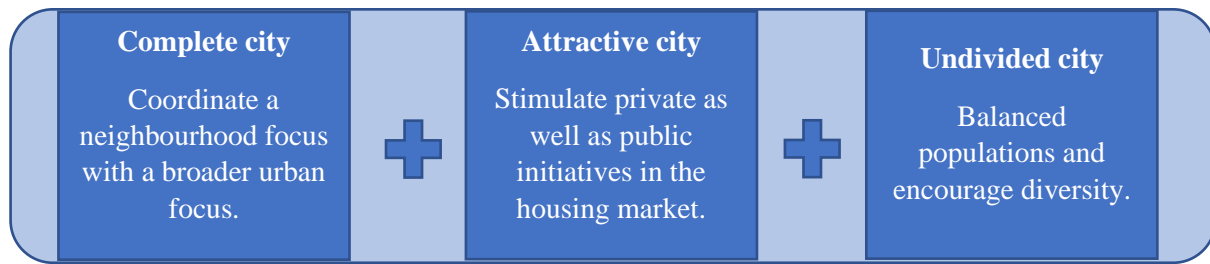 Complete city
Coordinate a
neighbourhood focus
with a broader urban
focus.
Attractive city
Stimulate private as
well as public
initiatives in the
housing market.
Undivided city
Balanced
populations and
encourage diversity.